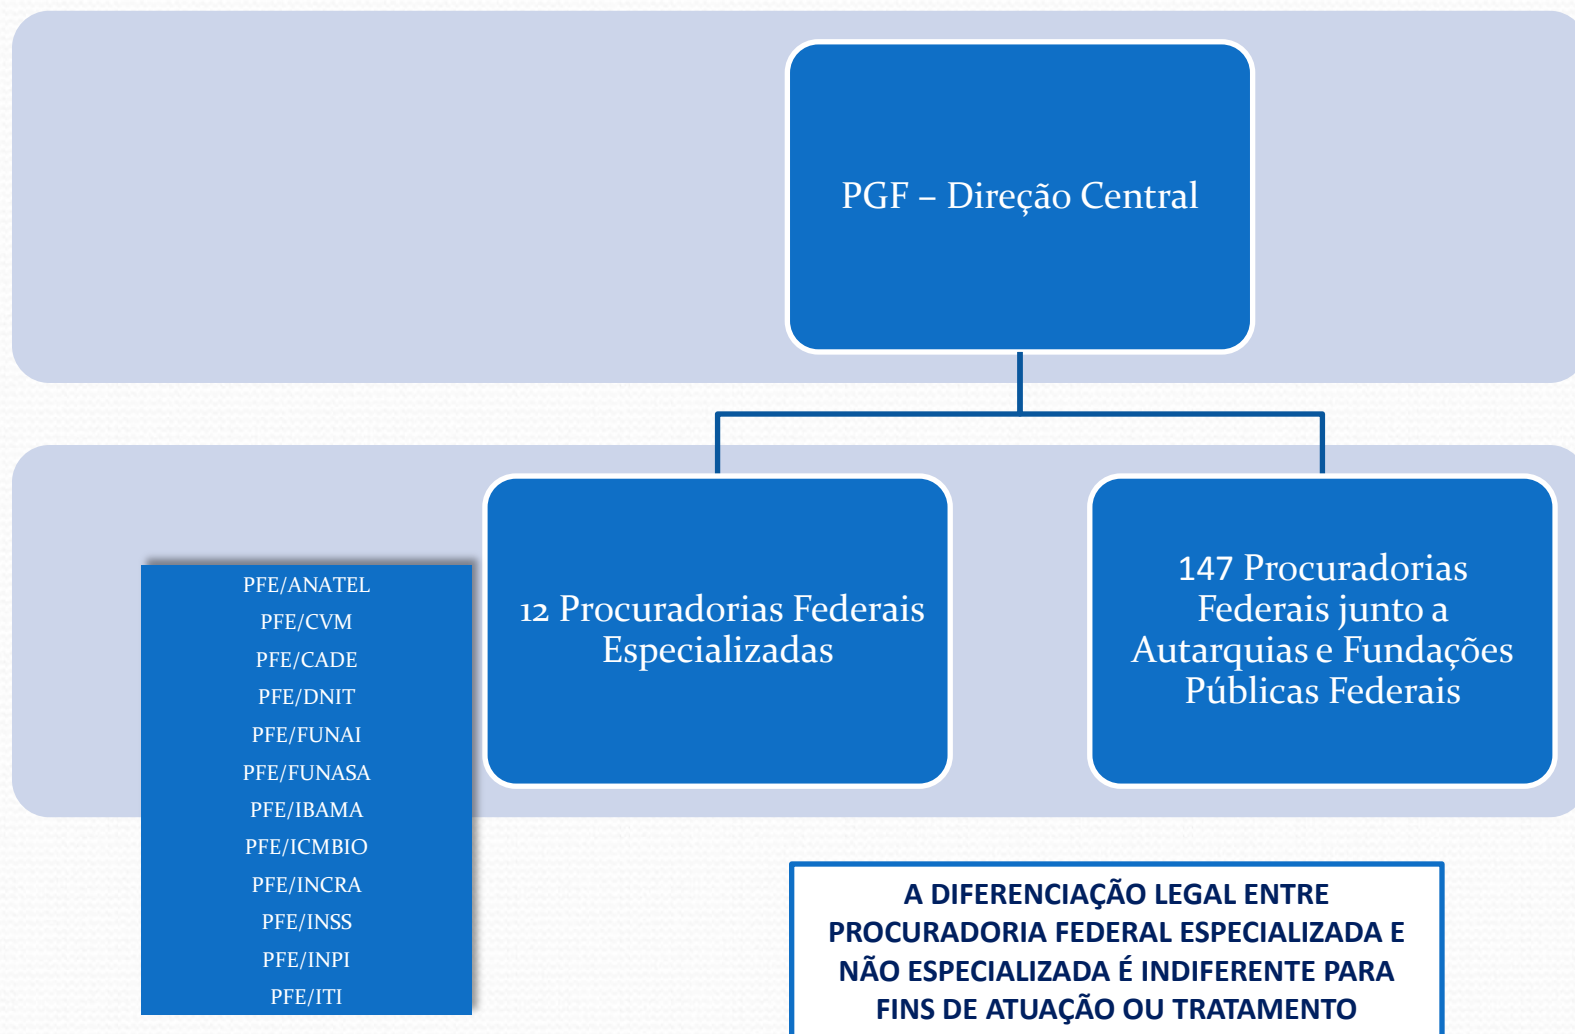 PGF – Direção Central
12 Procuradorias Federais
Especializadas
147 Procuradorias
Federais junto a
Autarquias e Fundações
Públicas Federais
PFE/ANATEL
PFE/CVM
PFE/CADE
PFE/DNIT
PFE/FUNAI
PFE/FUNASA
PFE/IBAMA
PFE/ICMBIO
PFE/INCRA
PFE/INSS
PFE/INPI
PFE/ITI
A DIFERENCIAÇÃO LEGAL ENTRE
PROCURADORIA FEDERAL ESPECIALIZADA E
NÃO ESPECIALIZADA É INDIFERENTE PARA
FINS DE ATUAÇÃO OU TRATAMENTO